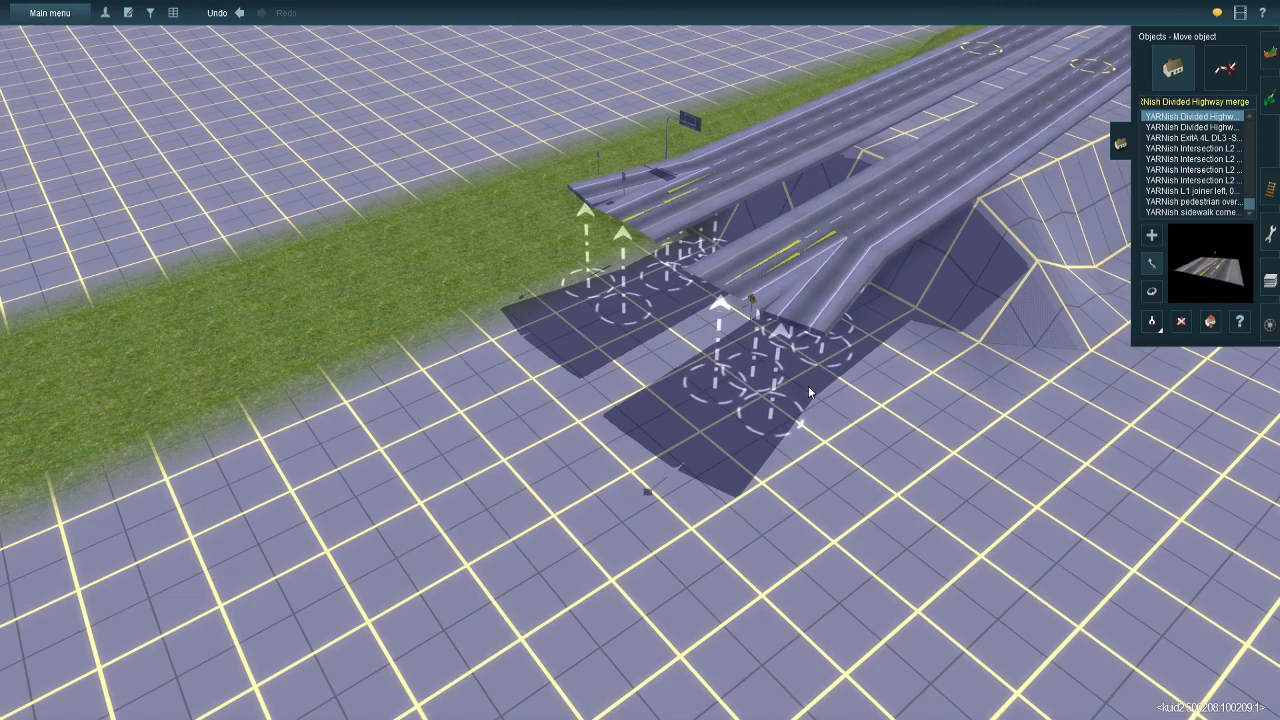 Main menu
Undo
Redo
?
Objects - Move object
YARNish Divided Highway merge
YARNish Divided Highw...
YARNish Divided Highw...
YARNish ExitA 4L DL3 -S...
YARNish Intersection L2 ...
YARNish Intersection L2 ...
YARNish Intersection L2 ...
YARNish Intersection L2 ...
YARNish L1 joiner left, 0...
YARNish pedestrian over...
YARNish sidewalk corne...
?
<kuid2:506208:100209:1>